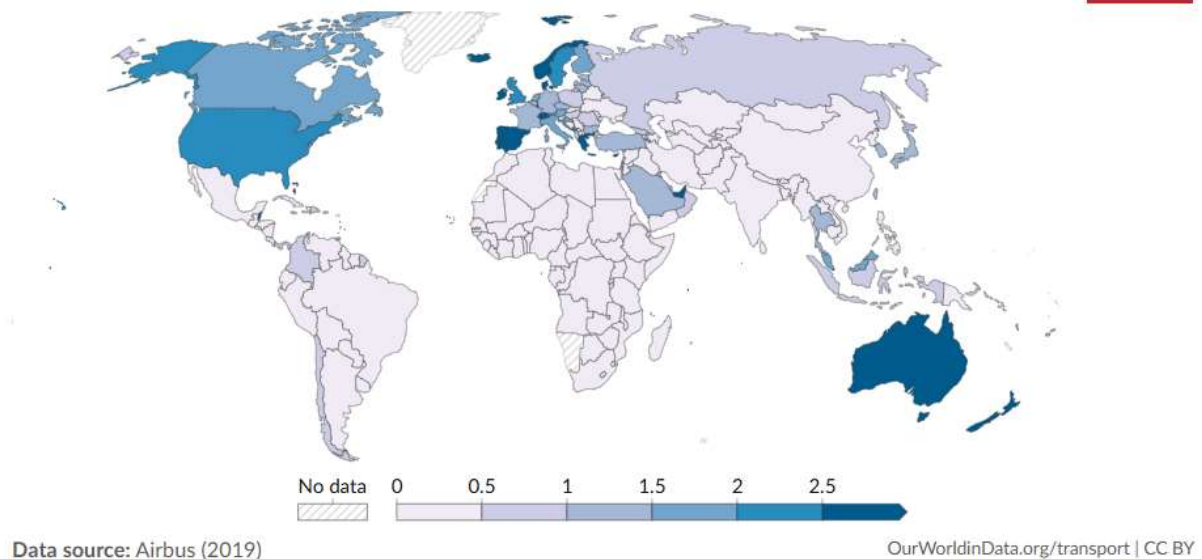 No data 0 0.5 1 1.5 2 2.5
Data source: Airbus (2019)
OurWorldinData.org/transport | CC BY